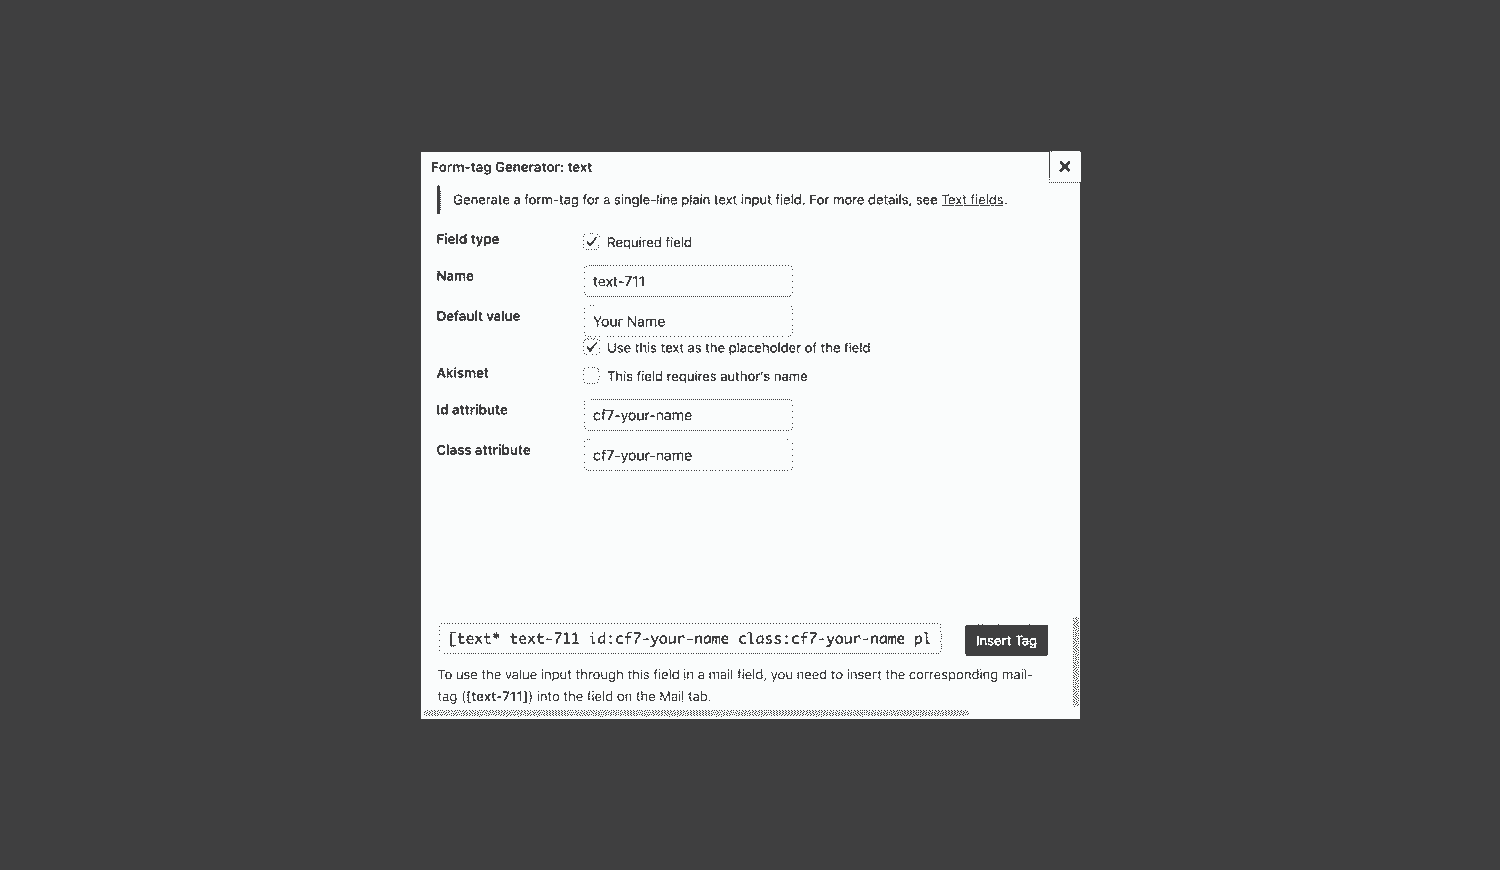 Form-tag Generator: text
Generate a form-tag for a single-line plain text input field. For more details, see Text fields.
Field type Required field
Name text-711
Default value Your Name
Use this text as the placeholder of the field
Akismet This field requires author's name
Id attribute cf7-your-name
Class attribute cf7-your-name
[text* text-711 id:cf7-your-name class:cf7-your-name pl Insert Tag
To use the value input through this field in a mail field, you need to insert the corresponding mail-
tag ([text-711]) into the field on the Mail tab.